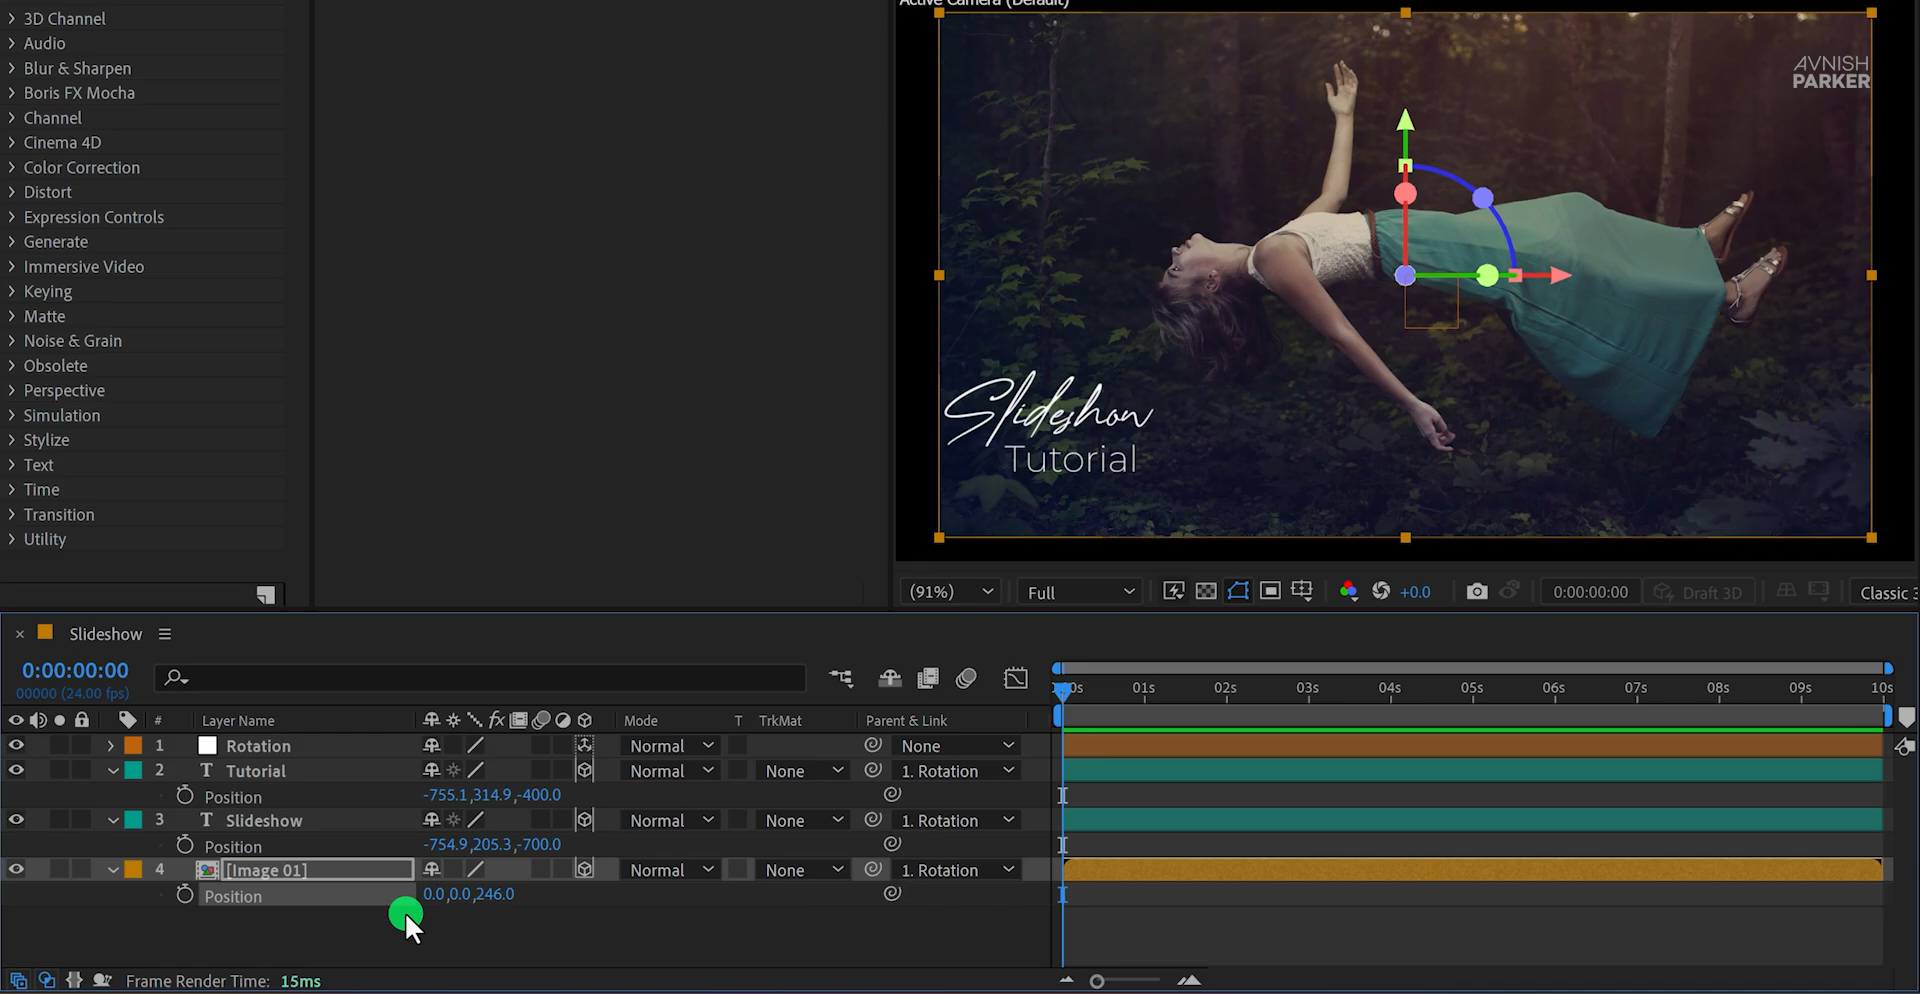 3D Channel
Audio
Blur & Sharpen
Boris FX Mocha
Channel
Cinema 4D
Color Correction
Distort
Expression Controls
Generate
Immersive Video
Keying
Matte
Noise & Grain
Obsolete
Perspective
Simulation
Stylize
Text
Time
Transition
Utility
Active Camera (Default)
AVNISH
PARKER
Slideshow
Tutorial
(91%) Full +0.0 0:00:00:00 Draft 3D Classic 3
× Slideshow
0:00:00:00
00000 (24.00 fps)
01s 02s 03s 04s 05s 06s 07s 08s 09s 10s
# Layer Name fx Mode T TrkMat Parent & Link
1 Rotation Normal None
2 T Tutorial Normal None 1. Rotation
Position -755.1,314.9,-400.0
3 T Slideshow Normal None 1. Rotation
Position -754.9,205.3,-700.0
4 [Image 01] Normal None 1. Rotation
Position 0.0,0.0,246.0
Frame Render Time: 15ms